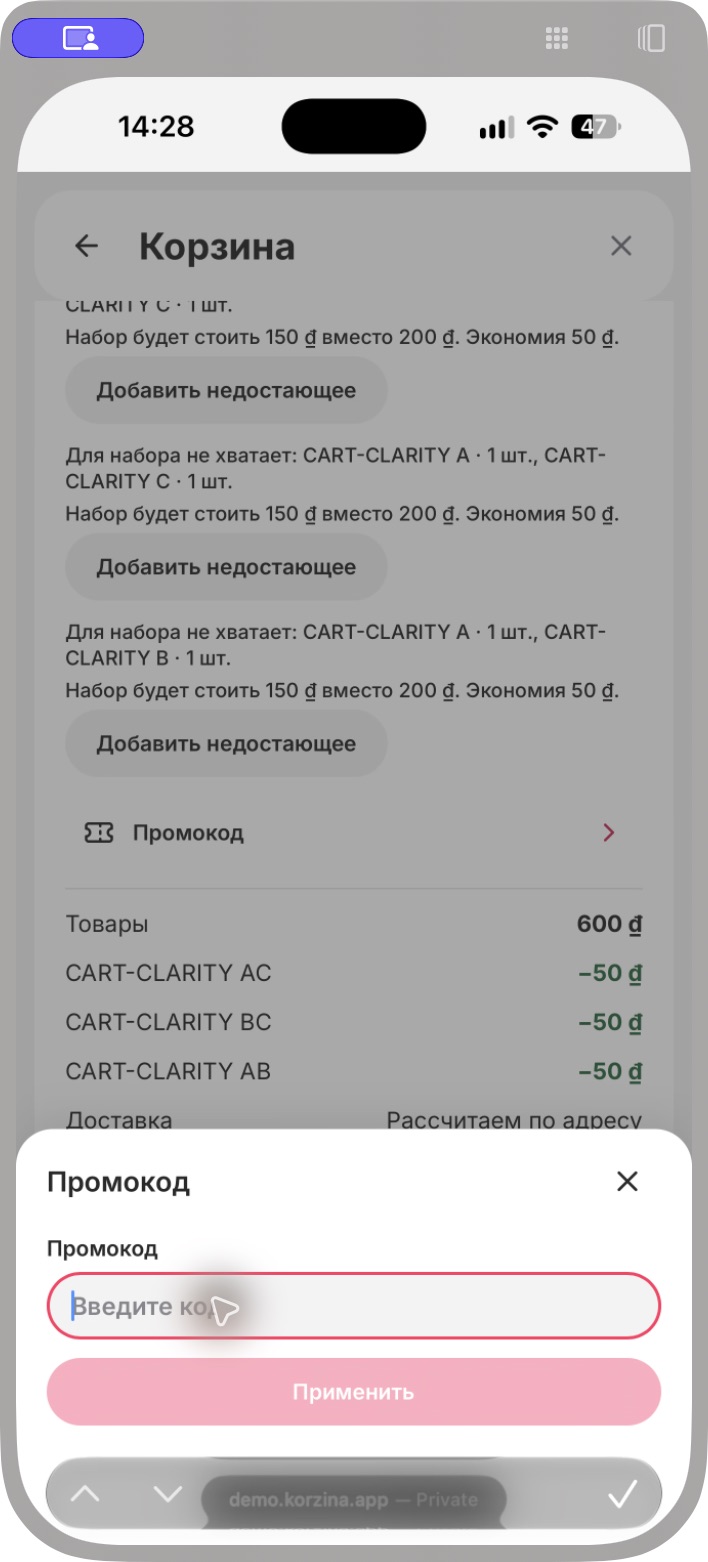 14:28
47
Корзина
CLARITY C · 1 шт.
Набор будет стоить 150 ₫ вместо 200 ₫. Экономия 50 ₫.
Добавить недостающее
Для набора не хватает: CART-CLARITY A · 1 шт., CART-
CLARITY C · 1 шт.
Набор будет стоить 150 ₫ вместо 200 ₫. Экономия 50 ₫.
Добавить недостающее
Для набора не хватает: CART-CLARITY A · 1 шт., CART-
CLARITY B · 1 шт.
Набор будет стоить 150 ₫ вместо 200 ₫. Экономия 50 ₫.
Добавить недостающее
Промокод
Товары 600 ₫
CART-CLARITY AC −50 ₫
CART-CLARITY BC −50 ₫
CART-CLARITY AB −50 ₫
Доставка Рассчитаем по адресу
Промокод
Промокод
Введите код
Применить
demo.korzina.app — Private